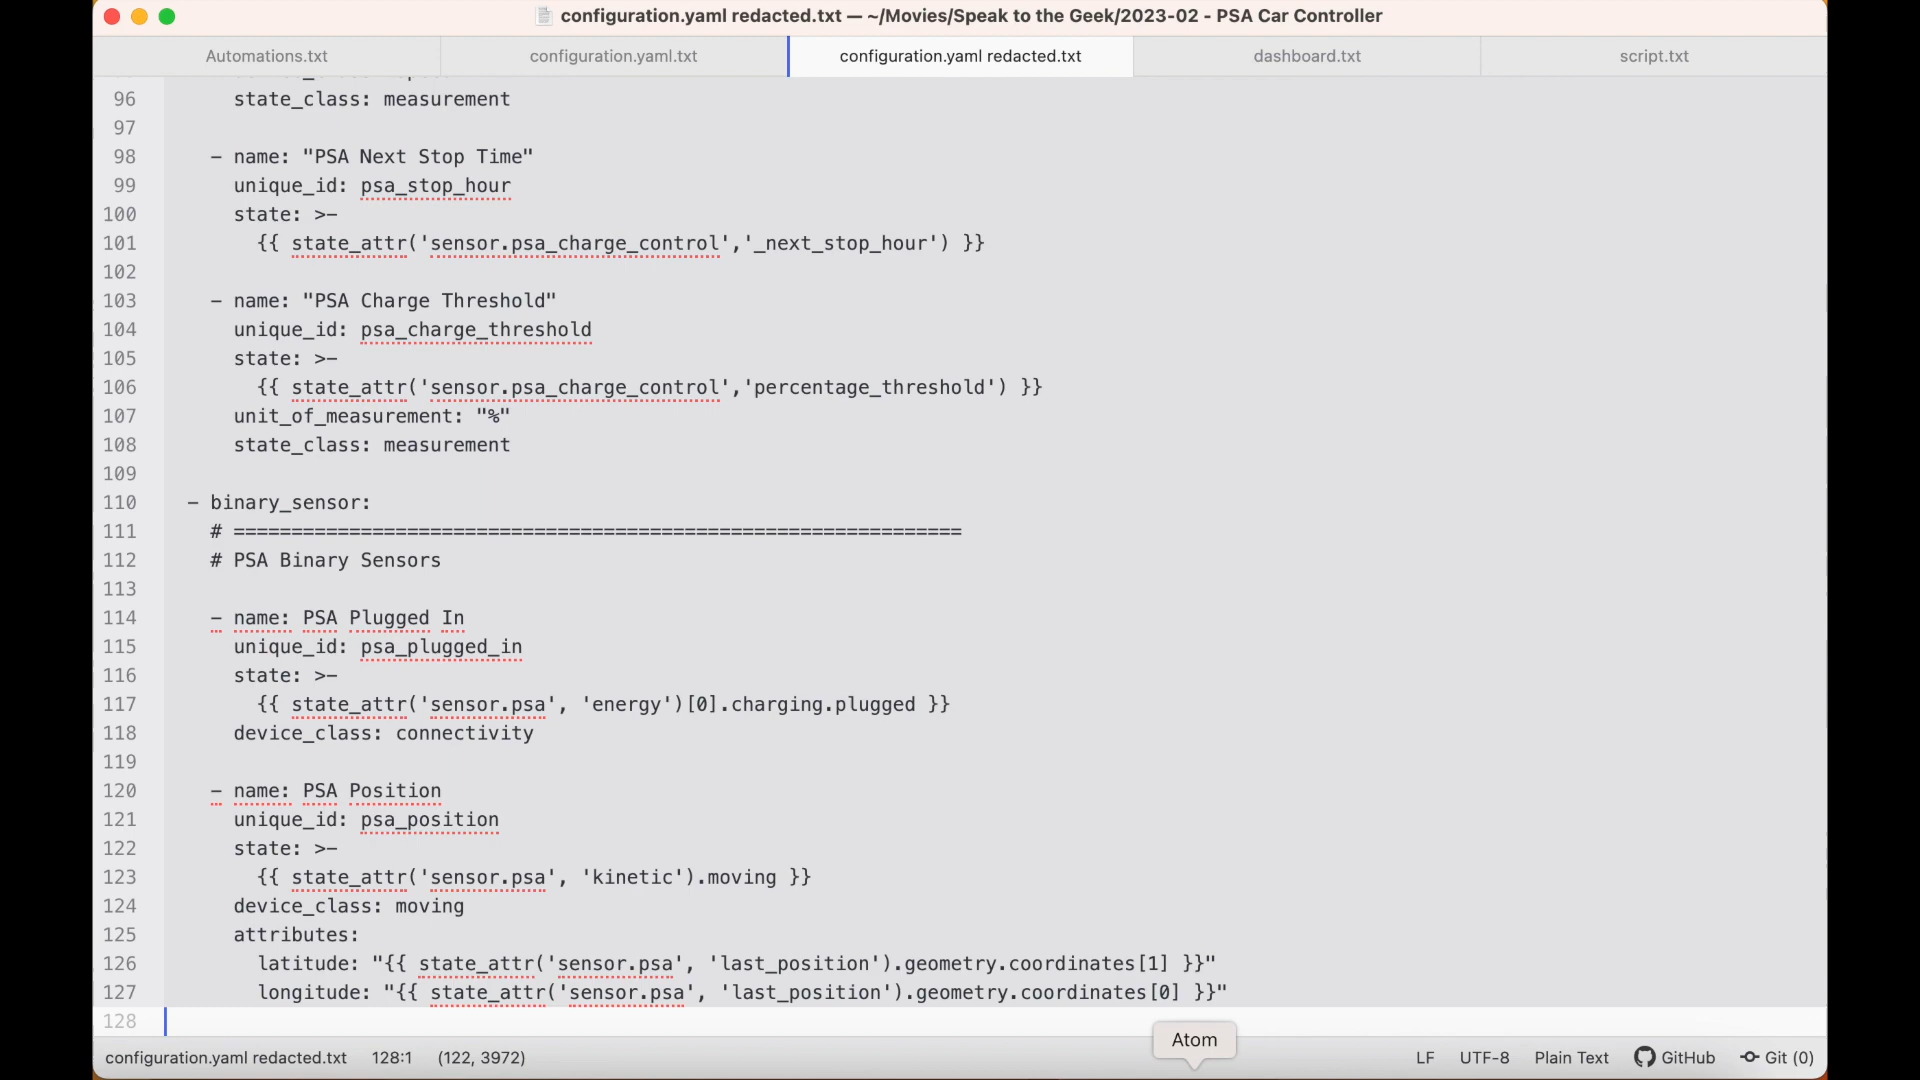 configuration.yaml redacted.txt — ~/Movies/Speak to the Geek/2023-02 - PSA Car Controller
Automations.txt configuration.yaml.txt configuration.yaml redacted.txt dashboard.txt script.txt
96 state_class: measurement
97
98 - name: "PSA Next Stop Time"
99 unique_id: psa_stop_hour
100 state: >-
101 {{ state_attr('sensor.psa_charge_control','_next_stop_hour') }}
102
103 - name: "PSA Charge Threshold"
104 unique_id: psa_charge_threshold
105 state: >-
106 {{ state_attr('sensor.psa_charge_control','percentage_threshold') }}
107 unit_of_measurement: "%"
108 state_class: measurement
109
110 - binary_sensor:
111 # ===============================================================
112 # PSA Binary Sensors
113
114 - name: PSA Plugged In
115 unique_id: psa_plugged_in
116 state: >-
117 {{ state_attr('sensor.psa', 'energy')[0].charging.plugged }}
118 device_class: connectivity
119
120 - name: PSA Position
121 unique_id: psa_position
122 state: >-
123 {{ state_attr('sensor.psa', 'kinetic').moving }}
124 device_class: moving
125 attributes:
126 latitude: "{{ state_attr('sensor.psa', 'last_position').geometry.coordinates[1] }}"
127 longitude: "{{ state_attr('sensor.psa', 'last_position').geometry.coordinates[0] }}"
128
Atom
configuration.yaml redacted.txt 128:1 (122, 3972) LF UTF-8 Plain Text GitHub Git (0)